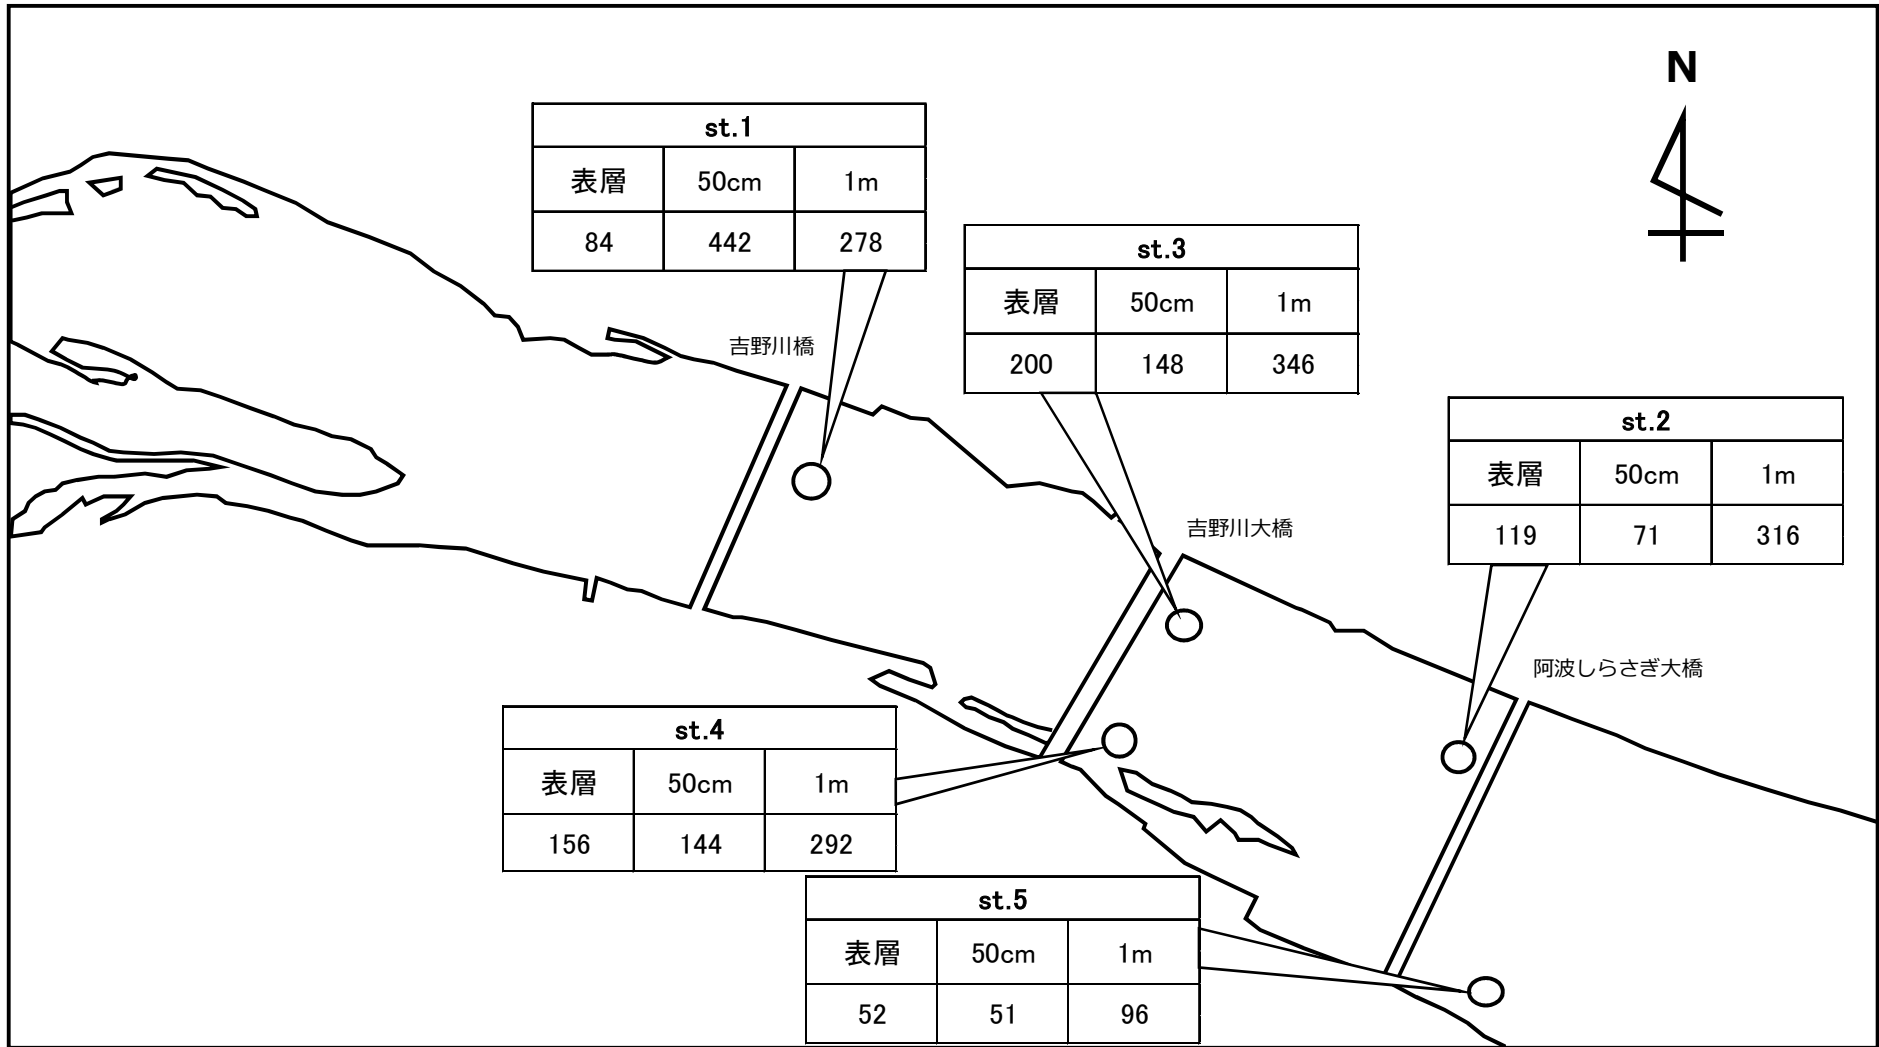 N
st.1
表層 50cm 1m
84 442 278
st.3
表層 50cm 1m
200 148 346
吉野川橋
st.2
表層 50cm 1m
119 71 316
吉野川大橋
阿波しらさぎ大橋
st.4
表層 50cm 1m
156 144 292
st.5
表層 50cm 1m
52 51 96